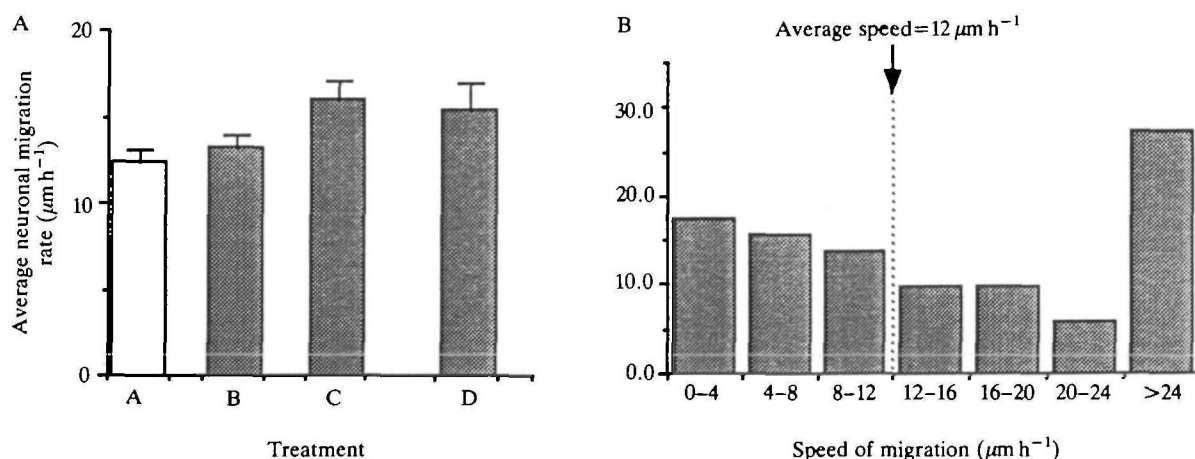 A
20
10
0
Average neuronal migration
rate (μm h⁻¹)
A B C D
Treatment
B
Average speed=12 μm h⁻¹
30.0
20.0
10.0
0.0
0–4 4–8 8–12 12–16 16–20 20–24 >24
Speed of migration (μm h⁻¹)